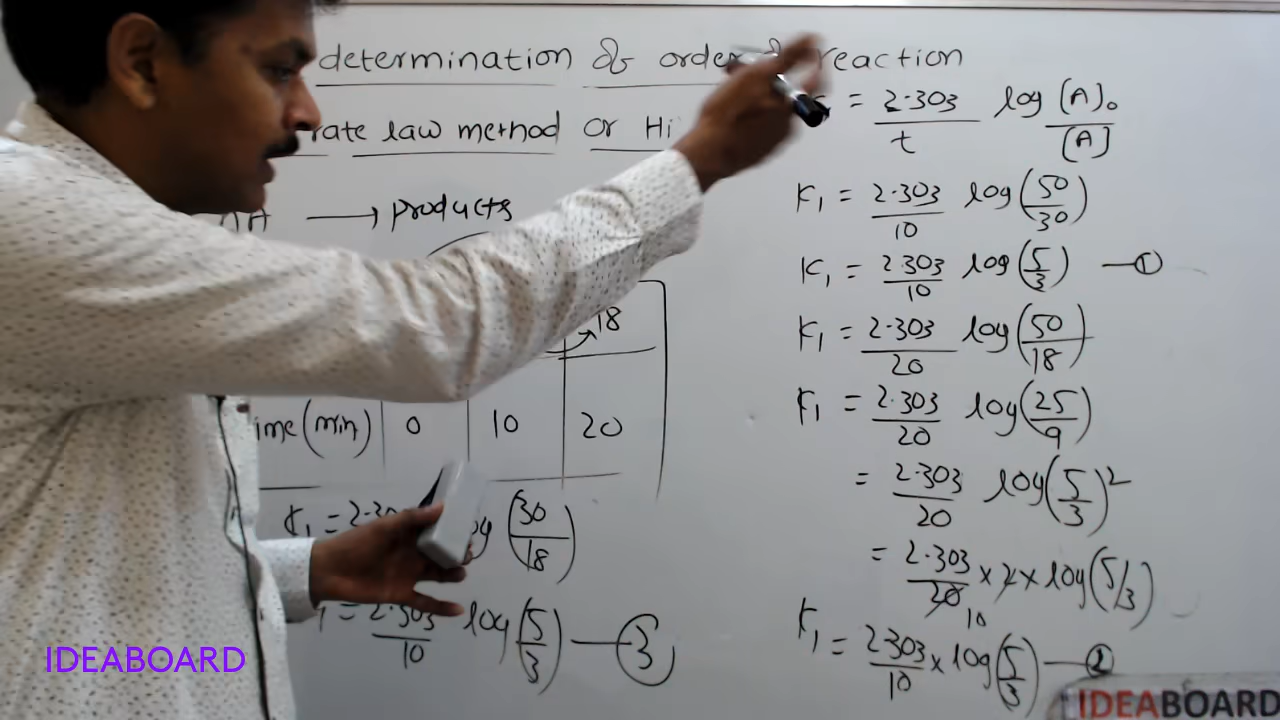 determination of order reaction
rate law method or Hi
A ⟶ products
18
ime (min) 0 10 20
K₁ = 2.30 og (30/18)
= 2.303/10 log (5/3) — ③
= 2.303/t log [A]₀/[A]
K₁ = 2.303/10 log (50/30)
K₁ = 2.303/10 log (5/3) — ①
K₁ = 2.303/20 log (50/18)
K₁ = 2.303/20 log (25/9)
= 2.303/20 log (5/3)²
= 2.303/20 10 × 2 × log (5/3)
K₁ = 2.303/10 × log (5/3) — ②
IDEABOARD
IDEABOARD